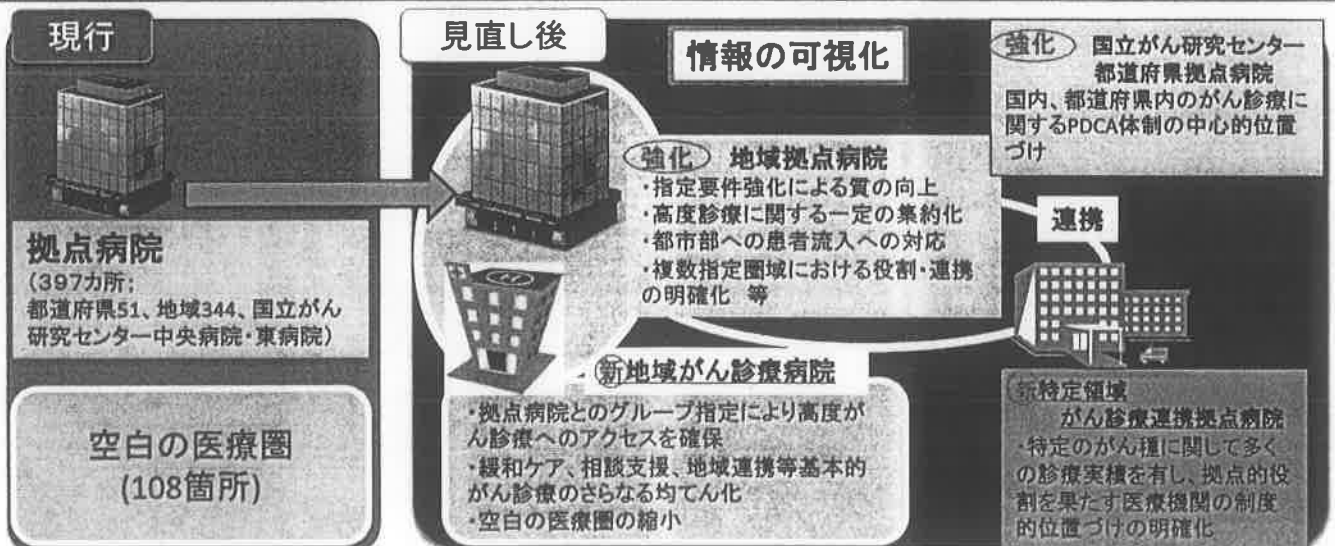 現行
拠点病院
(397カ所;
都道府県51、地域344、国立がん
研究センター中央病院・東病院)
空白の医療圏
(108箇所)
見直し後
情報の可視化
強化 地域拠点病院
・指定要件強化による質の向上
・高度診療に関する一定の集約化
・都市部への患者流入への対応
・複数指定圏域における役割・連携
の明確化 等
新地域がん診療病院
・拠点病院とのグループ指定により高度が
ん診療へのアクセスを確保
・緩和ケア、相談支援、地域連携等基本的
がん診療のさらなる均てん化
・空白の医療圏の縮小
強化 国立がん研究センター
都道府県拠点病院
国内、都道府県内のがん診療に
関するPDCA体制の中心的位置
づけ
連携
新特定領域
がん診療連携拠点病院
・特定のがん種に関して多く
の診療実績を有し、拠点的役
割を果たす医療機関の制度
的位置づけの明確化